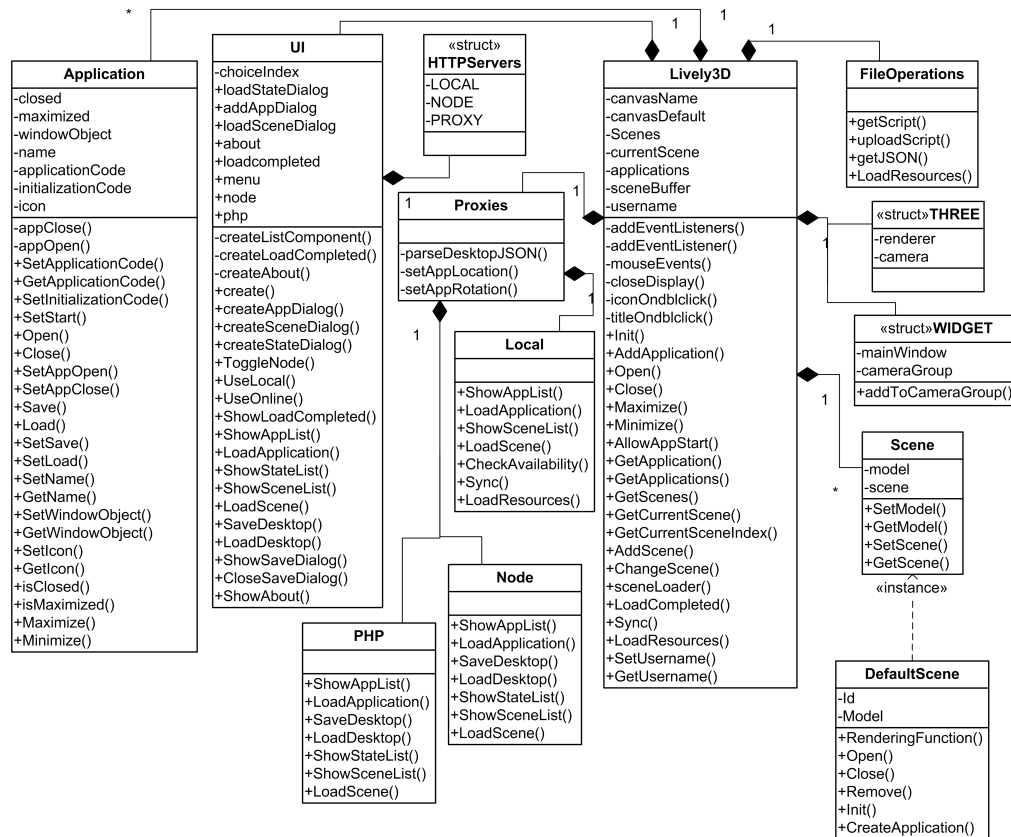 *
1
1
1
Application
-closed
-maximized
-windowObject
-name
-applicationCode
-initializationCode
-icon
-appClose()
-appOpen()
+SetApplicationCode()
+GetApplicationCode()
+SetInitializationCode()
+SetStart()
+Open()
+Close()
+SetAppOpen()
+SetAppClose()
+Save()
+Load()
+SetSave()
+SetLoad()
+SetName()
+GetName()
+SetWindowObject()
+GetWindowObject()
+SetIcon()
+GetIcon()
+isClosed()
+isMaximized()
+Maximize()
+Minimize()
UI
-choiceIndex
+loadStateDialog
+addAppDialog
+loadSceneDialog
+about
+loadcompleted
+menu
+node
+php
-createListComponent()
-createLoadCompleted()
-createAbout()
+create()
+createAppDialog()
+createSceneDialog()
+createStateDialog()
+ToggleNode()
+UseLocal()
+UseOnline()
+ShowLoadCompleted()
+ShowAppList()
+LoadApplication()
+ShowStateList()
+ShowSceneList()
+LoadScene()
+SaveDesktop()
+LoadDesktop()
+ShowSaveDialog()
+CloseSaveDialog()
+ShowAbout()
«struct»
HTTPServers
-LOCAL
-NODE
-PROXY
1
1
Proxies
-parseDesktopJSON()
-setAppLocation()
-setAppRotation()
1
1
Local
+ShowAppList()
+LoadApplication()
+ShowSceneList()
+LoadScene()
+CheckAvailability()
+Sync()
+LoadResources()
Node
+ShowAppList()
+LoadApplication()
+SaveDesktop()
+LoadDesktop()
+ShowStateList()
+ShowSceneList()
+LoadScene()
PHP
+ShowAppList()
+LoadApplication()
+SaveDesktop()
+LoadDesktop()
+ShowStateList()
+ShowSceneList()
+LoadScene()
Lively3D
-canvasName
-canvasDefault
-Scenes
-currentScene
-applications
-sceneBuffer
-username
-addEventListeners()
-addEventListener()
-mouseEvents()
-closeDisplay()
-iconOndblclick()
-titleOndblclick()
+Init()
+AddApplication()
+Open()
+Close()
+Maximize()
+Minimize()
+AllowAppStart()
+GetApplication()
+GetApplications()
+GetScenes()
+GetCurrentScene()
+GetCurrentSceneIndex()
+AddScene()
+ChangeScene()
+sceneLoader()
+LoadCompleted()
+Sync()
+LoadResources()
+SetUsername()
+GetUsername()
FileOperations
+getScript()
+uploadScript()
+getJSON()
+LoadResources()
«struct»THREE
-renderer
-camera
1
1
«struct»WIDGET
-mainWindow
-cameraGroup
+addToCameraGroup()
1
*
Scene
-model
-scene
+SetModel()
+GetModel()
+SetScene()
+GetScene()
«instance»
DefaultScene
-Id
-Model
+RenderingFunction()
+Open()
+Close()
+Remove()
+Init()
+CreateApplication()